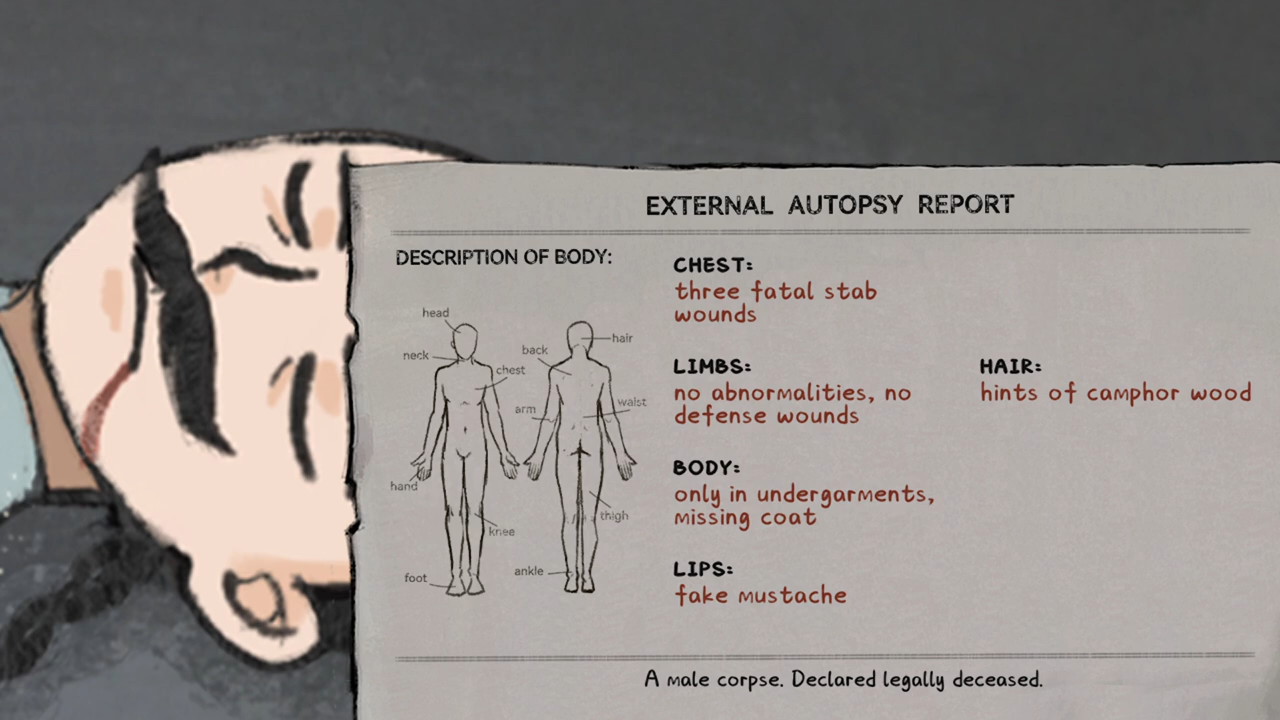 EXTERNAL AUTOPSY REPORT
DESCRIPTION OF BODY:
head
neck
chest
hand
knee
foot
hair
back
arm
waist
thigh
ankle
CHEST:
three fatal stab
wounds
LIMBS:
no abnormalities, no
defense wounds
BODY:
only in undergarments,
missing coat
LIPS:
fake mustache
HAIR:
hints of camphor wood
A male corpse. Declared legally deceased.